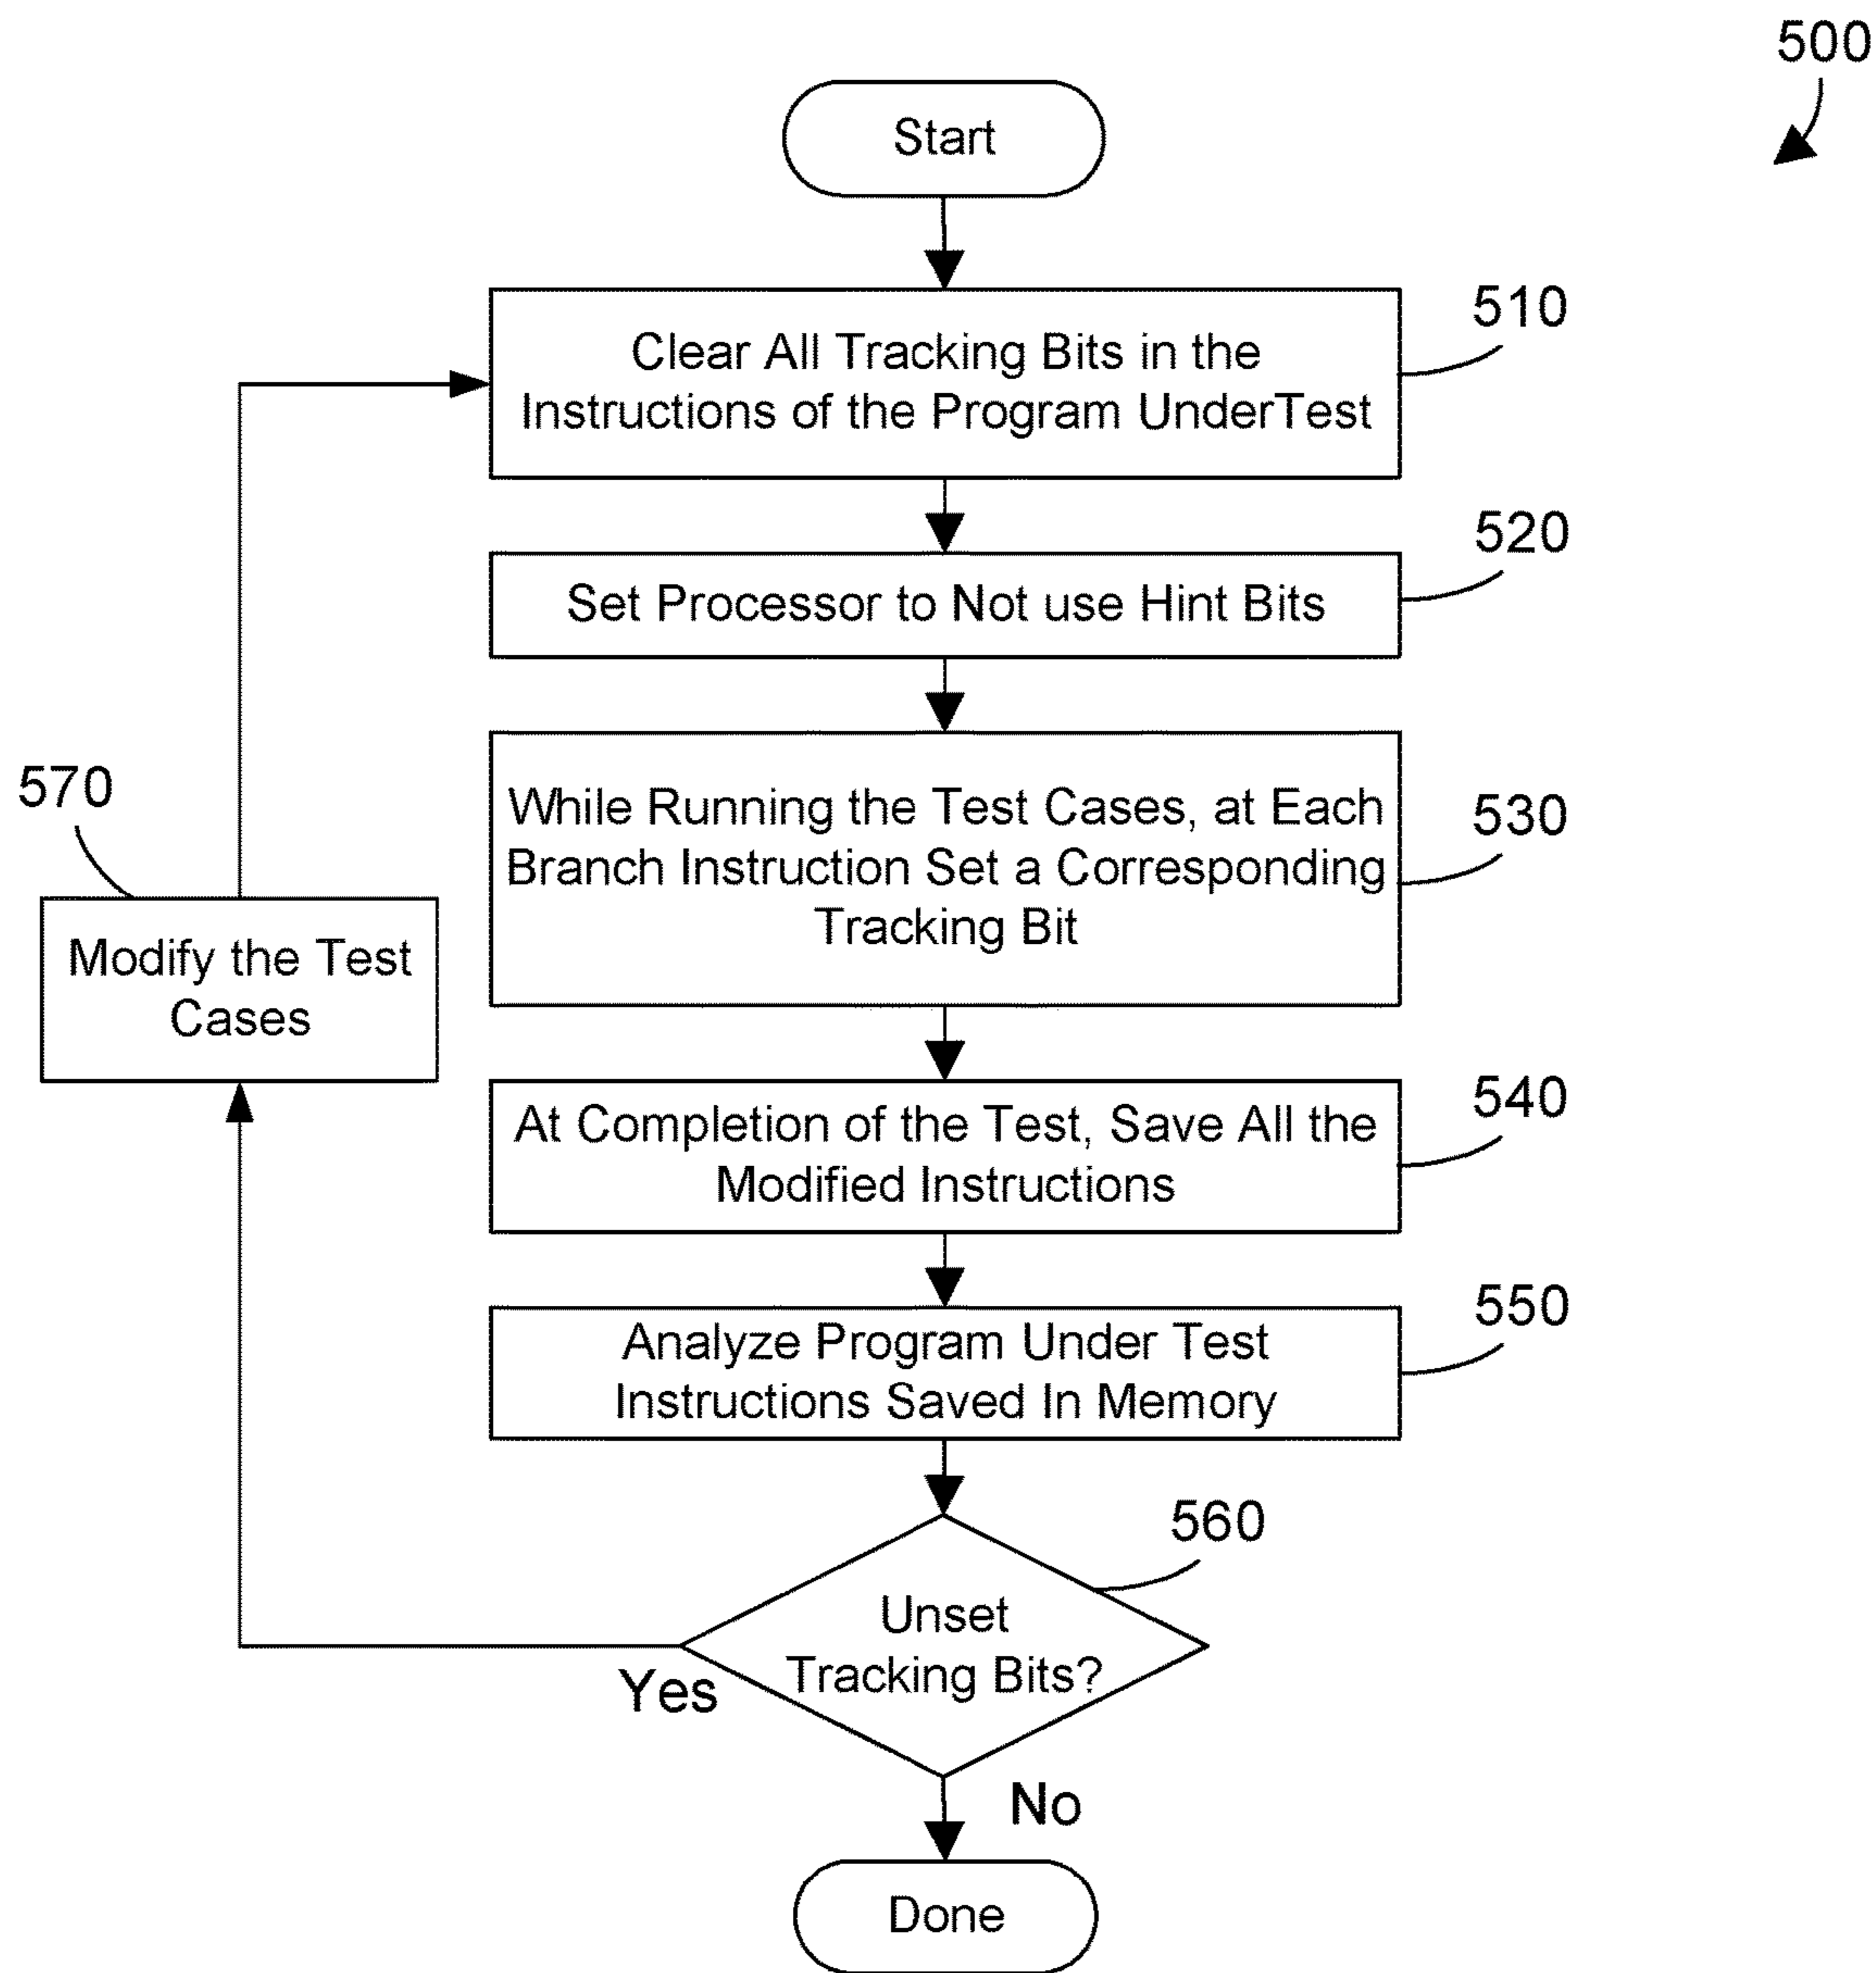 500
Start
510
Clear All Tracking Bits in the
Instructions of the Program UnderTest
520
Set Processor to Not use Hint Bits
530
While Running the Test Cases, at Each
Branch Instruction Set a Corresponding
Tracking Bit
570
Modify the Test
Cases
540
At Completion of the Test, Save All the
Modified Instructions
550
Analyze Program Under Test
Instructions Saved In Memory
560
Unset
Tracking Bits?
Yes
No
Done